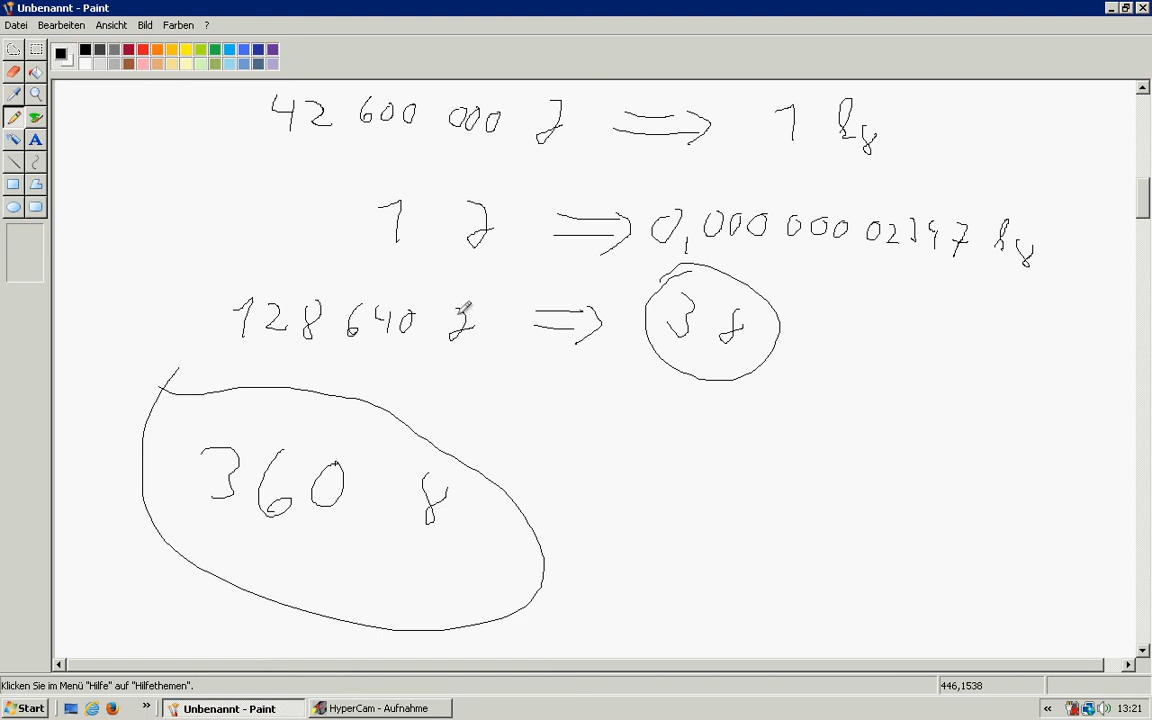 Unbenannt - Paint
Datei Bearbeiten Ansicht Bild Farben ?
42 600 000 J ⇒ 1 kg
1 J ⇒ 0,000 000 02347 kg
128 640 J ⇒ 3 g
360 g
Klicken Sie im Menü "Hilfe" auf "Hilfethemen".
446,1538
Start » Unbenannt - Paint HyperCam - Aufnahme « 13:21